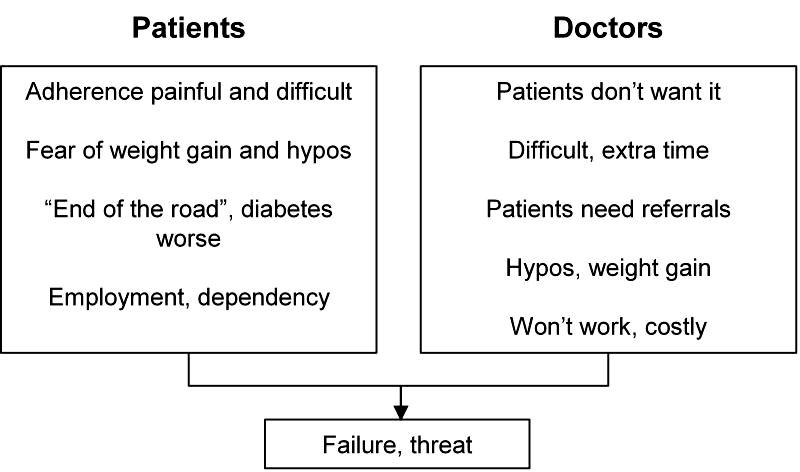 Patients
Adherence painful and difficult
Fear of weight gain and hypos
“End of the road”, diabetes
worse
Employment, dependency
Doctors
Patients don’t want it
Difficult, extra time
Patients need referrals
Hypos, weight gain
Won’t work, costly
Failure, threat